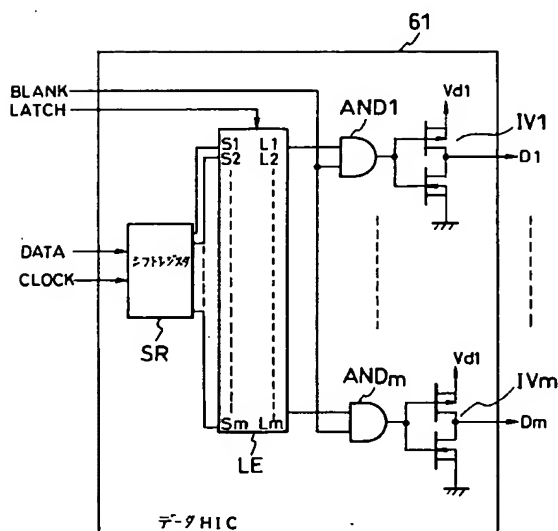 61
BLANK
LATCH
AND1
Vd1
IV1
S1 L1
S2 L2
D1
DATA
シフトレジスタ
CLOCK
SR
Vd1
ANDm
IVm
Dm
Sm Lm
LE
データHIC